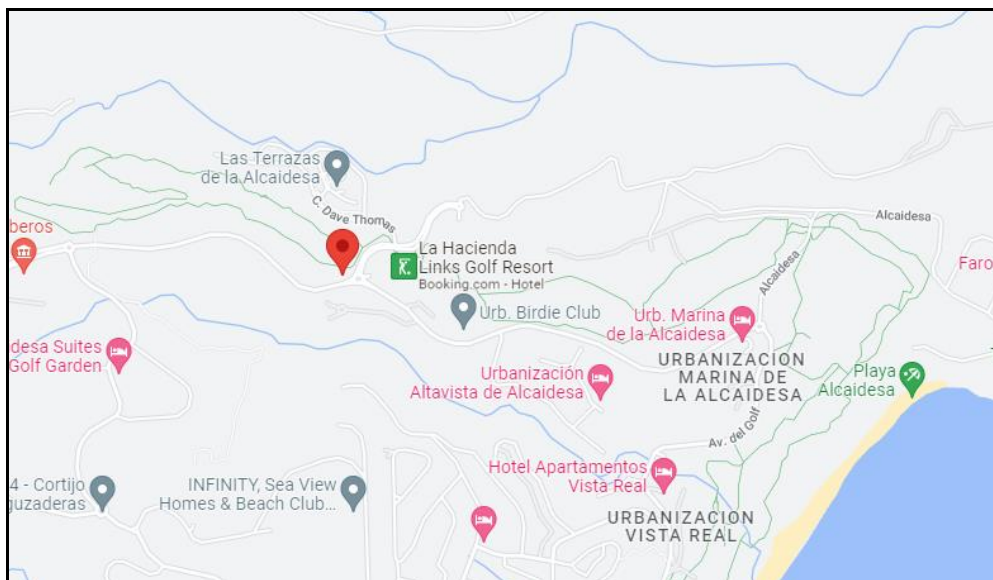 Las Terrazas
de la Alcaidesa
C. Dave Thomas
beros
La Hacienda
Links Golf Resort
Booking.com - Hotel
Alcaidesa
Alcaidesa
Faro
Urb. Birdie Club
Urb. Marina
de la Alcaidesa
desa Suites
Golf Garden
URBANIZACION
MARINA DE
LA ALCAIDESA
Urbanización
Altavista de Alcaidesa
Playa
Alcaidesa
Av. del Golf
Hotel Apartamentos
Vista Real
4 - Cortijo
guzaderas
INFINITY, Sea View
Homes & Beach Club...
URBANIZACION
VISTA REAL